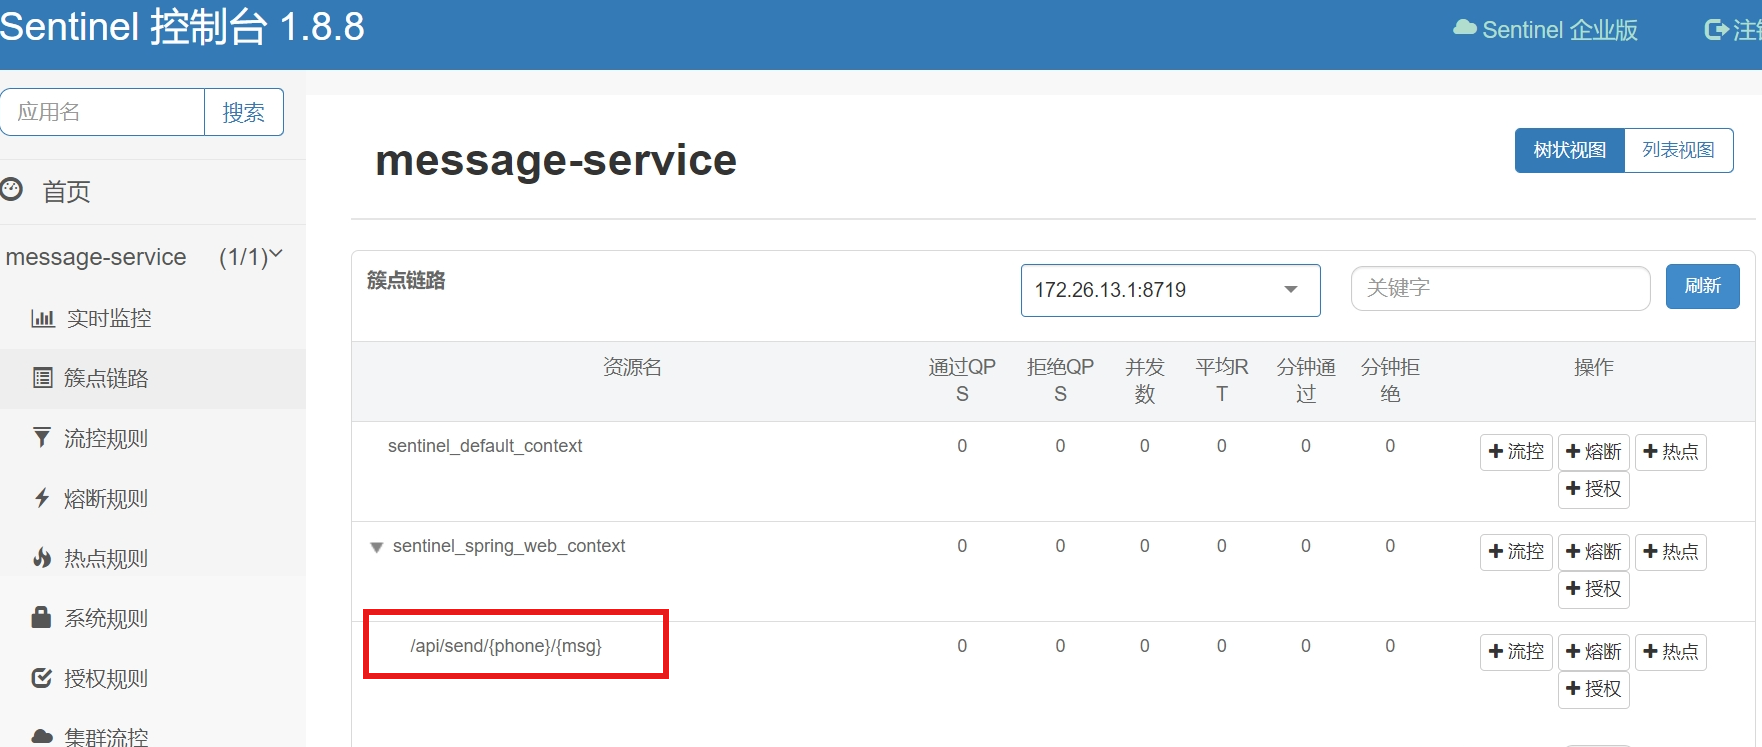 Sentinel 控制台 1.8.8
Sentinel 企业版
应用名
搜索
首页
message-service (1/1)
实时监控
簇点链路
流控规则
熔断规则
热点规则
系统规则
授权规则
集群流控
message-service
树状视图
列表视图
簇点链路
172.26.13.1:8719
关键字
刷新
资源名 通过QPS 拒绝QPS 并发数 平均RT 分钟通过 分钟拒绝 操作
sentinel_default_context 0 0 0 0 0 0 流控 熔断 热点
授权
sentinel_spring_web_context 0 0 0 0 0 0 流控 熔断 热点
授权
/api/send/{phone}/{msg} 0 0 0 0 0 0 流控 熔断 热点
授权